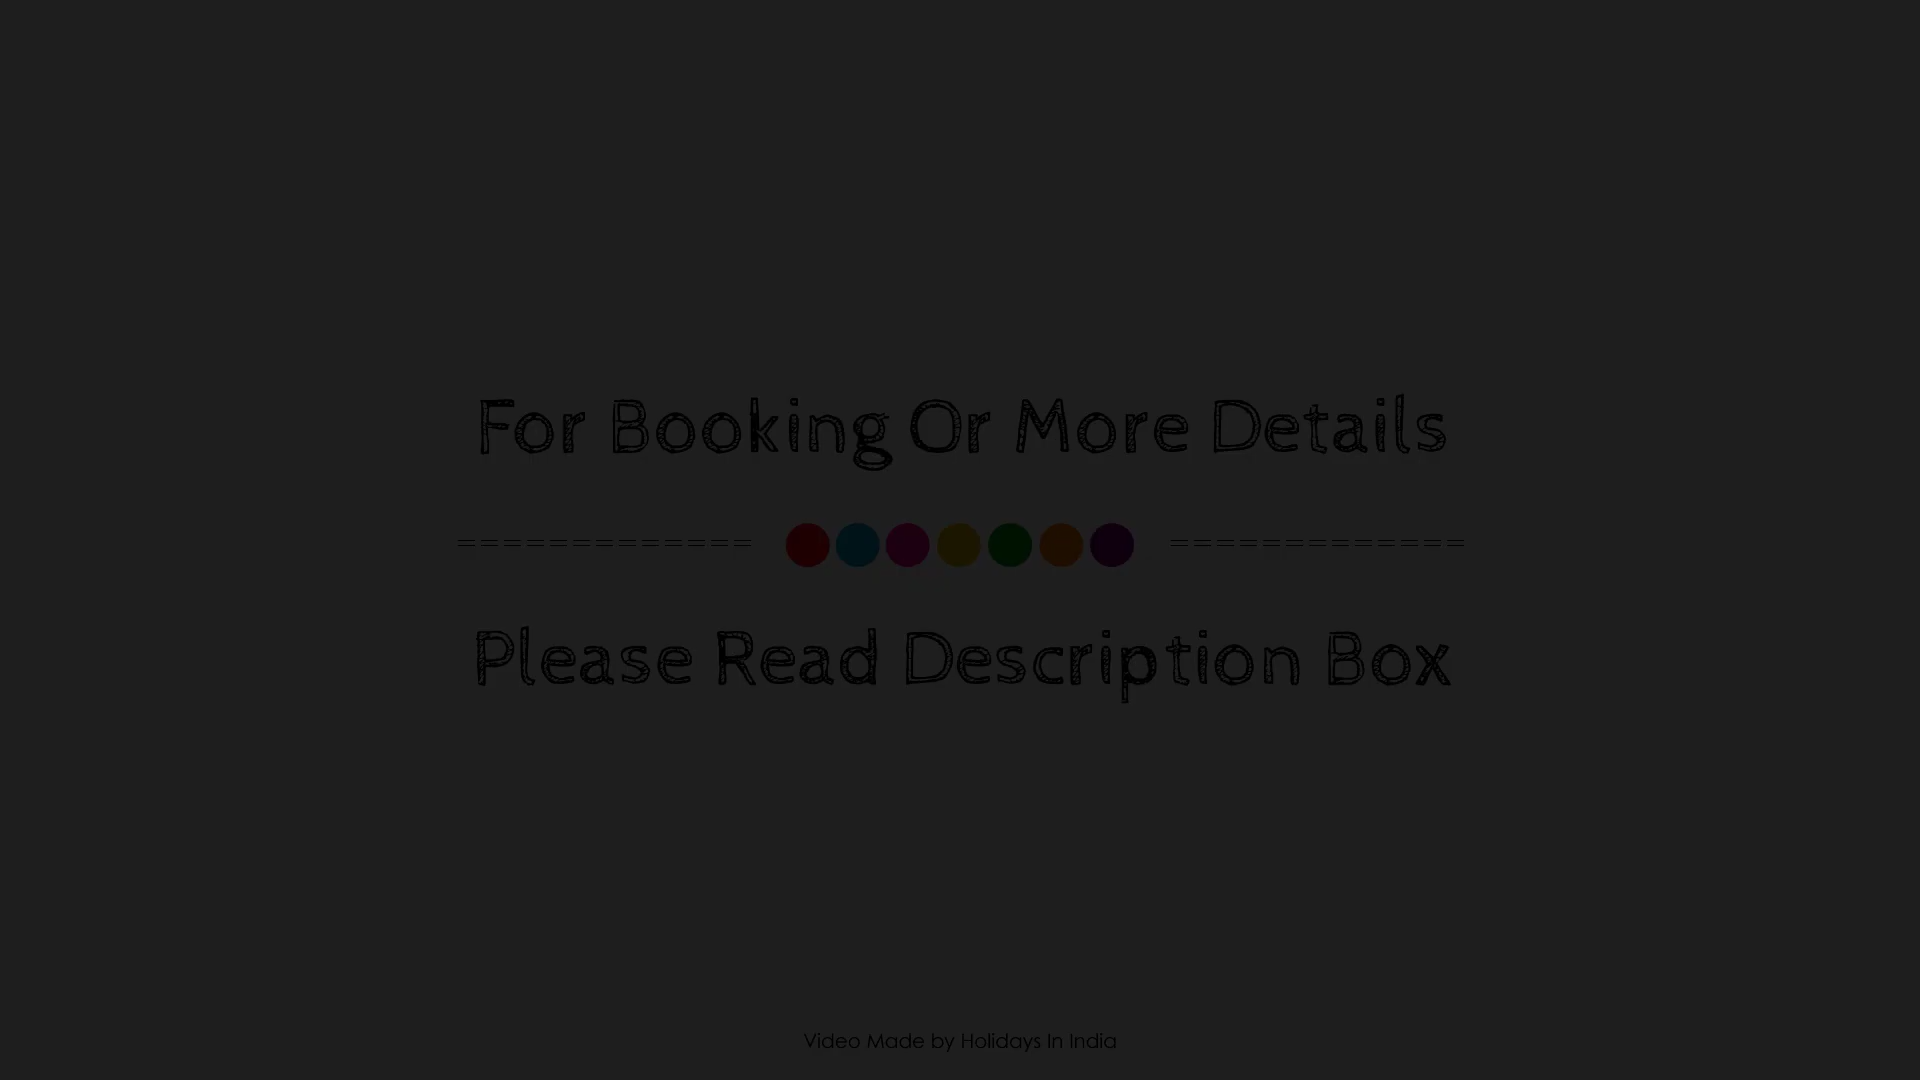 For Booking Or More Details
============= =============
Please Read Description Box
Video Made by Holidays In India